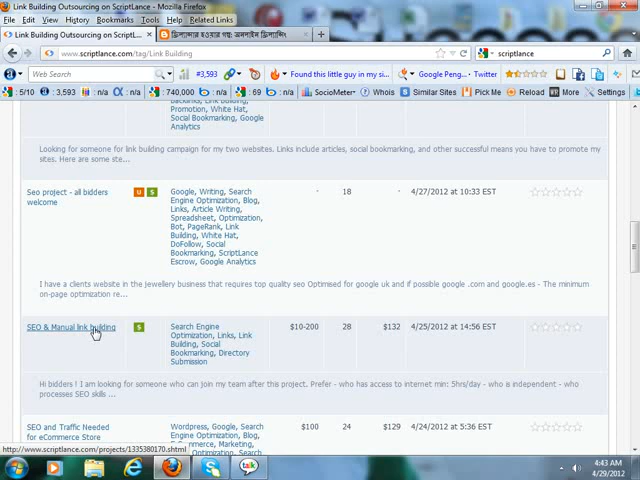 Link Building Outsourcing on ScriptLance - Mozilla Firefox
File Edit View History Bookmarks Tools Help Related Links
Link Building Outsourcing on ScriptL...
www.scriptlance.com/tag/Link Building
scriptlance
Web Search
#3,593
Found this little guy in my si...
Google Peng...
Twitter
: 5/10 : 3,593 : n/a : n/a : 740,000 : 69 : n/a SocioMeter Whois Similar Sites Pick Me Reload More Settings
Backlinks, Link Building,
Promotion, White Hat,
Social Bookmarking, Google
Analytics
Looking for someone for link building campaign for my two websites. Links include articles, social bookmarking, and other successful means you have to promote my
sites. Here are some ste...
Seo project - all bidders
welcome
U $
Google, Writing, Search
Engine Optimization, Blog,
Links, Article Writing,
Spreadsheet, Optimization,
Bot, PageRank, Link
Building, White Hat,
DoFollow, Social
Bookmarking, ScriptLance
Escrow, Google Analytics
- 18 - 4/27/2012 at 10:33 EST
I have a clients website in the jewellery business that requires top quality seo Optimised for google uk and if possible google .com and google.es - The minimum
on-page optimization re...
SEO & Manual link building
$
Search Engine
Optimization, Links, Link
Building, Social
Bookmarking, Directory
Submission
$10-200 28 $132 4/25/2012 at 14:56 EST
Hi bidders ! I am looking for someone who can join my team after this project. Prefer - who has access to internet min: 5hrs/day - who is independent - who
processes SEO skills ...
SEO and Traffic Needed
for eCommerce Store
Wordpress, Google, Search
Engine Optimization, Blog,
E-Commerce, Marketing,
Optimization, Search
$100 24 $129 4/24/2012 at 5:36 EST
http://www.scriptlance.com/projects/1335380170.shtml
talk
4:43 AM
4/29/2012